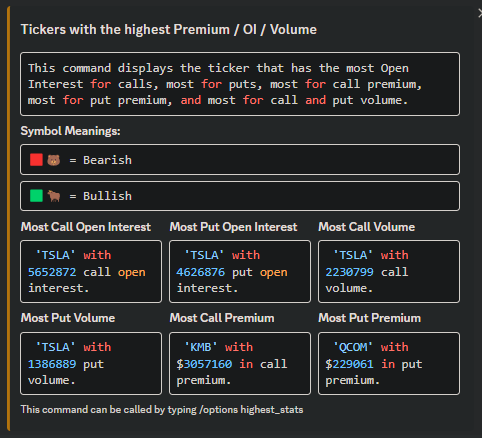 Tickers with the highest Premium / OI / Volume
This command displays the ticker that has the most Open
Interest for calls, most for puts, most for call premium,
most for put premium, and most for call and put volume.
Symbol Meanings:
= Bearish
= Bullish
Most Call Open Interest
'TSLA' with
5652872 call open
interest.
Most Put Open Interest
'TSLA' with
4626876 put open
interest.
Most Call Volume
'TSLA' with
2230799 call
volume.
Most Put Volume
'TSLA' with
1386889 put
volume.
Most Call Premium
'KMB' with
$3057160 in call
premium.
Most Put Premium
'QCOM' with
$229061 in put
premium.
This command can be called by typing /options highest_stats